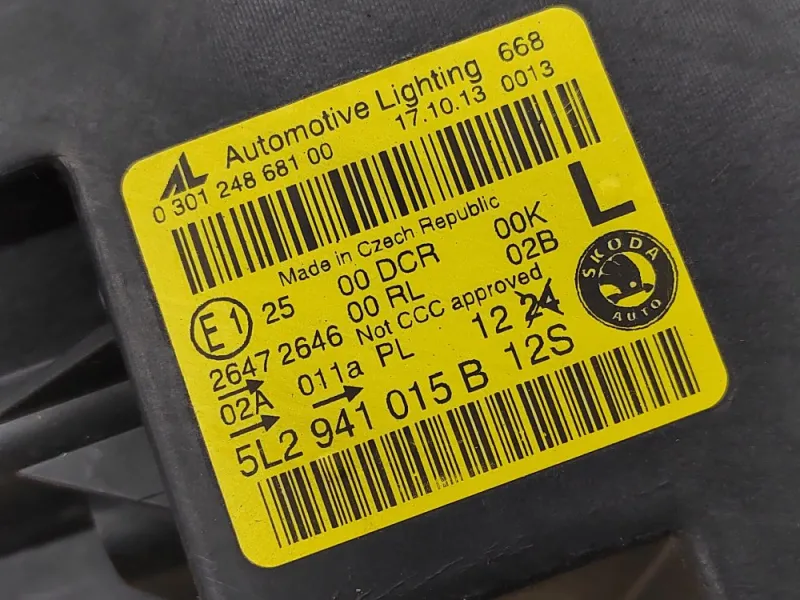 AL Automotive Lighting 668
0 301 248 681 00 17.10.13 0013
L
Made in Czech Republic
E1 25 00 DCR 00K
2647 2646 00 RL 02B
Not CCC approved
02A 011a PL 12 24
5L2 941 015 B 12S
SKODA
AUTO